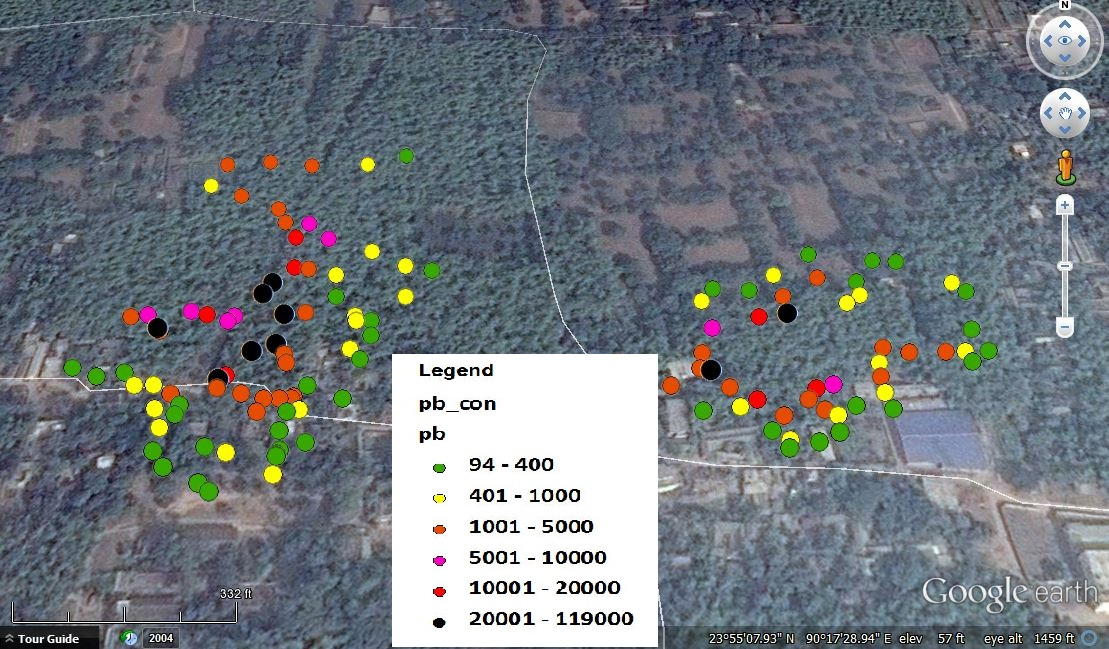 N
Legend
pb_con
pb
94 - 400
401 - 1000
1001 - 5000
5001 - 10000
10001 - 20000
20001 - 119000
332 ft
Google earth
Tour Guide
2004
23°55'07.93" N 90°17'28.94" E elev 57 ft eye alt 1459 ft